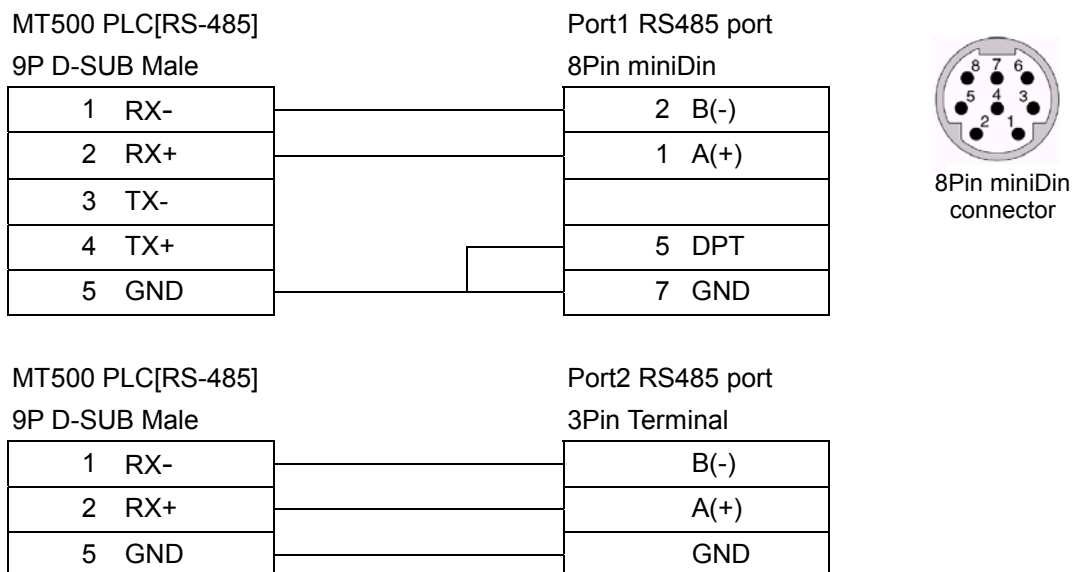 MT500 PLC[RS-485] Port1 RS485 port
9P D-SUB Male 8Pin miniDin
1 RX- 2 B(-)
2 RX+ 1 A(+)
3 TX-
4 TX+ 5 DPT
5 GND 7 GND
8 7 6
5 4 3
2 1
8Pin miniDin
connector
MT500 PLC[RS-485] Port2 RS485 port
9P D-SUB Male 3Pin Terminal
1 RX- B(-)
2 RX+ A(+)
5 GND GND